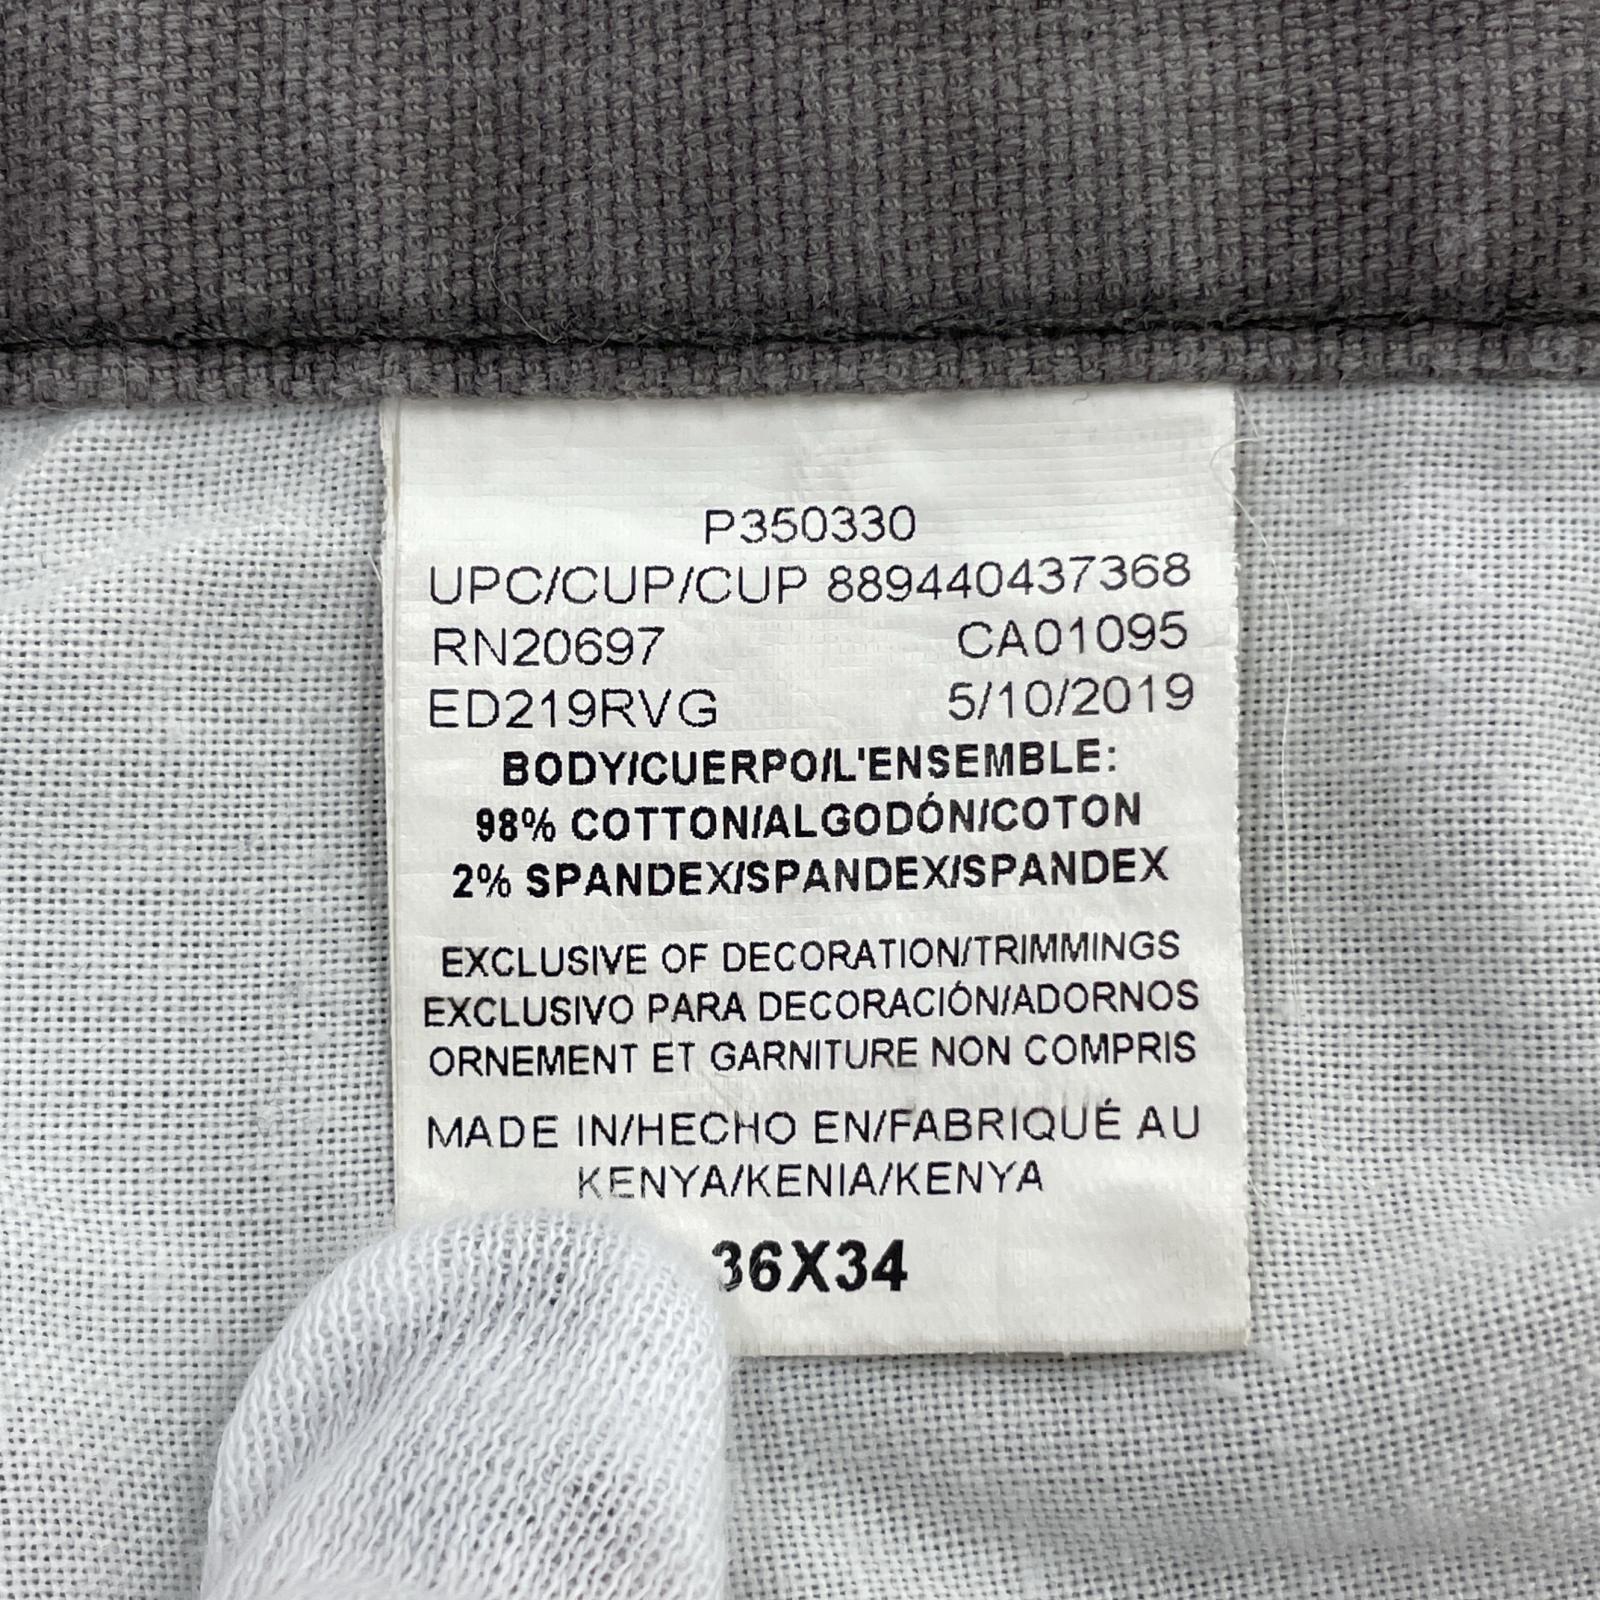 P350330
UPC/CUP/CUP 889440437368
RN20697 CA01095
ED219RVG 5/10/2019
BODY/CUERPO/L'ENSEMBLE:
98% COTTON/ALGODÓN/COTON
2% SPANDEX/SPANDEX/SPANDEX
EXCLUSIVE OF DECORATION/TRIMMINGS
EXCLUSIVO PARA DECORACIÓN/ADORNOS
ORNEMENT ET GARNITURE NON COMPRIS
MADE IN/HECHO EN/FABRIQUÉ AU
KENYA/KENIA/KENYA
36X34